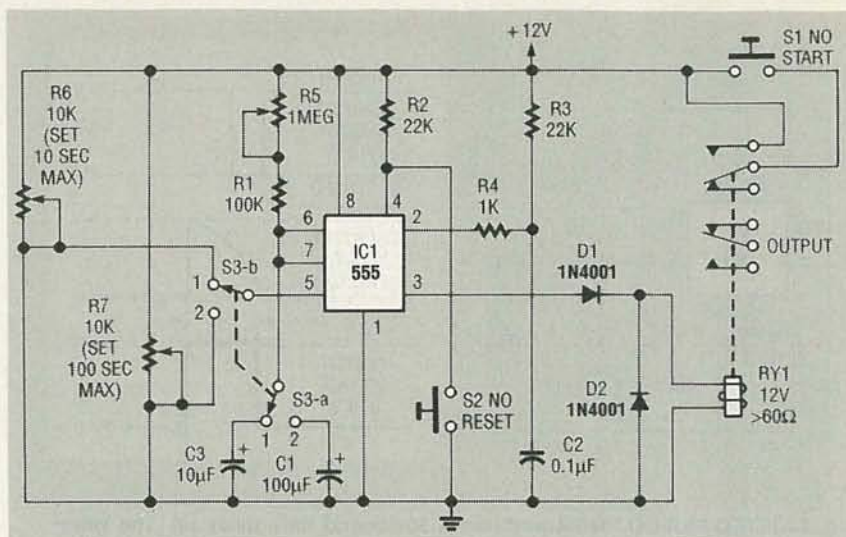 +12V
S1 NO
START
R6
10K
(SET
10 SEC
MAX)
R5
1MEG
R2
22K
R3
22K
R1
100K
8
4
R4
1K
6
2
7
IC1
555
D1
1N4001
S3-b
1
5
3
OUTPUT
2
R7
10K
(SET
100 SEC
MAX)
1
D2
1N4001
RY1
12V
>60Ω
S3-a
S2 NO
RESET
1
2
C3
10µF
+
C1
100µF
+
C2
0.1µF